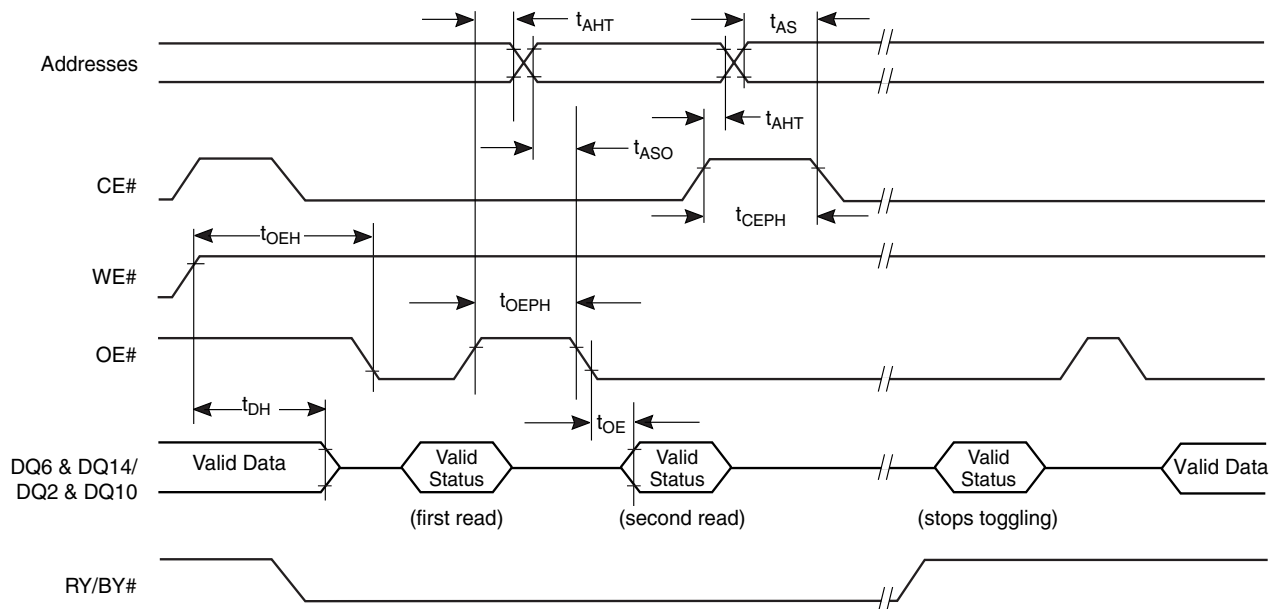 tAHT
tAS
Addresses
tAHT
tASO
CE#
tCEPH
tOEH
WE#
tOEPH
OE#
tDH
tOE
DQ6 & DQ14/
DQ2 & DQ10
Valid Data
Valid
Status
Valid
Status
Valid
Status
Valid Data
(first read)
(second read)
(stops toggling)
RY/BY#